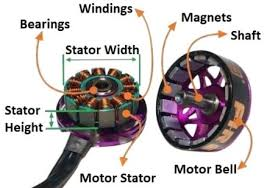 Windings
Bearings
Magnets
Shaft
Stator Width
Stator
Height
Motor Stator
Motor Bell